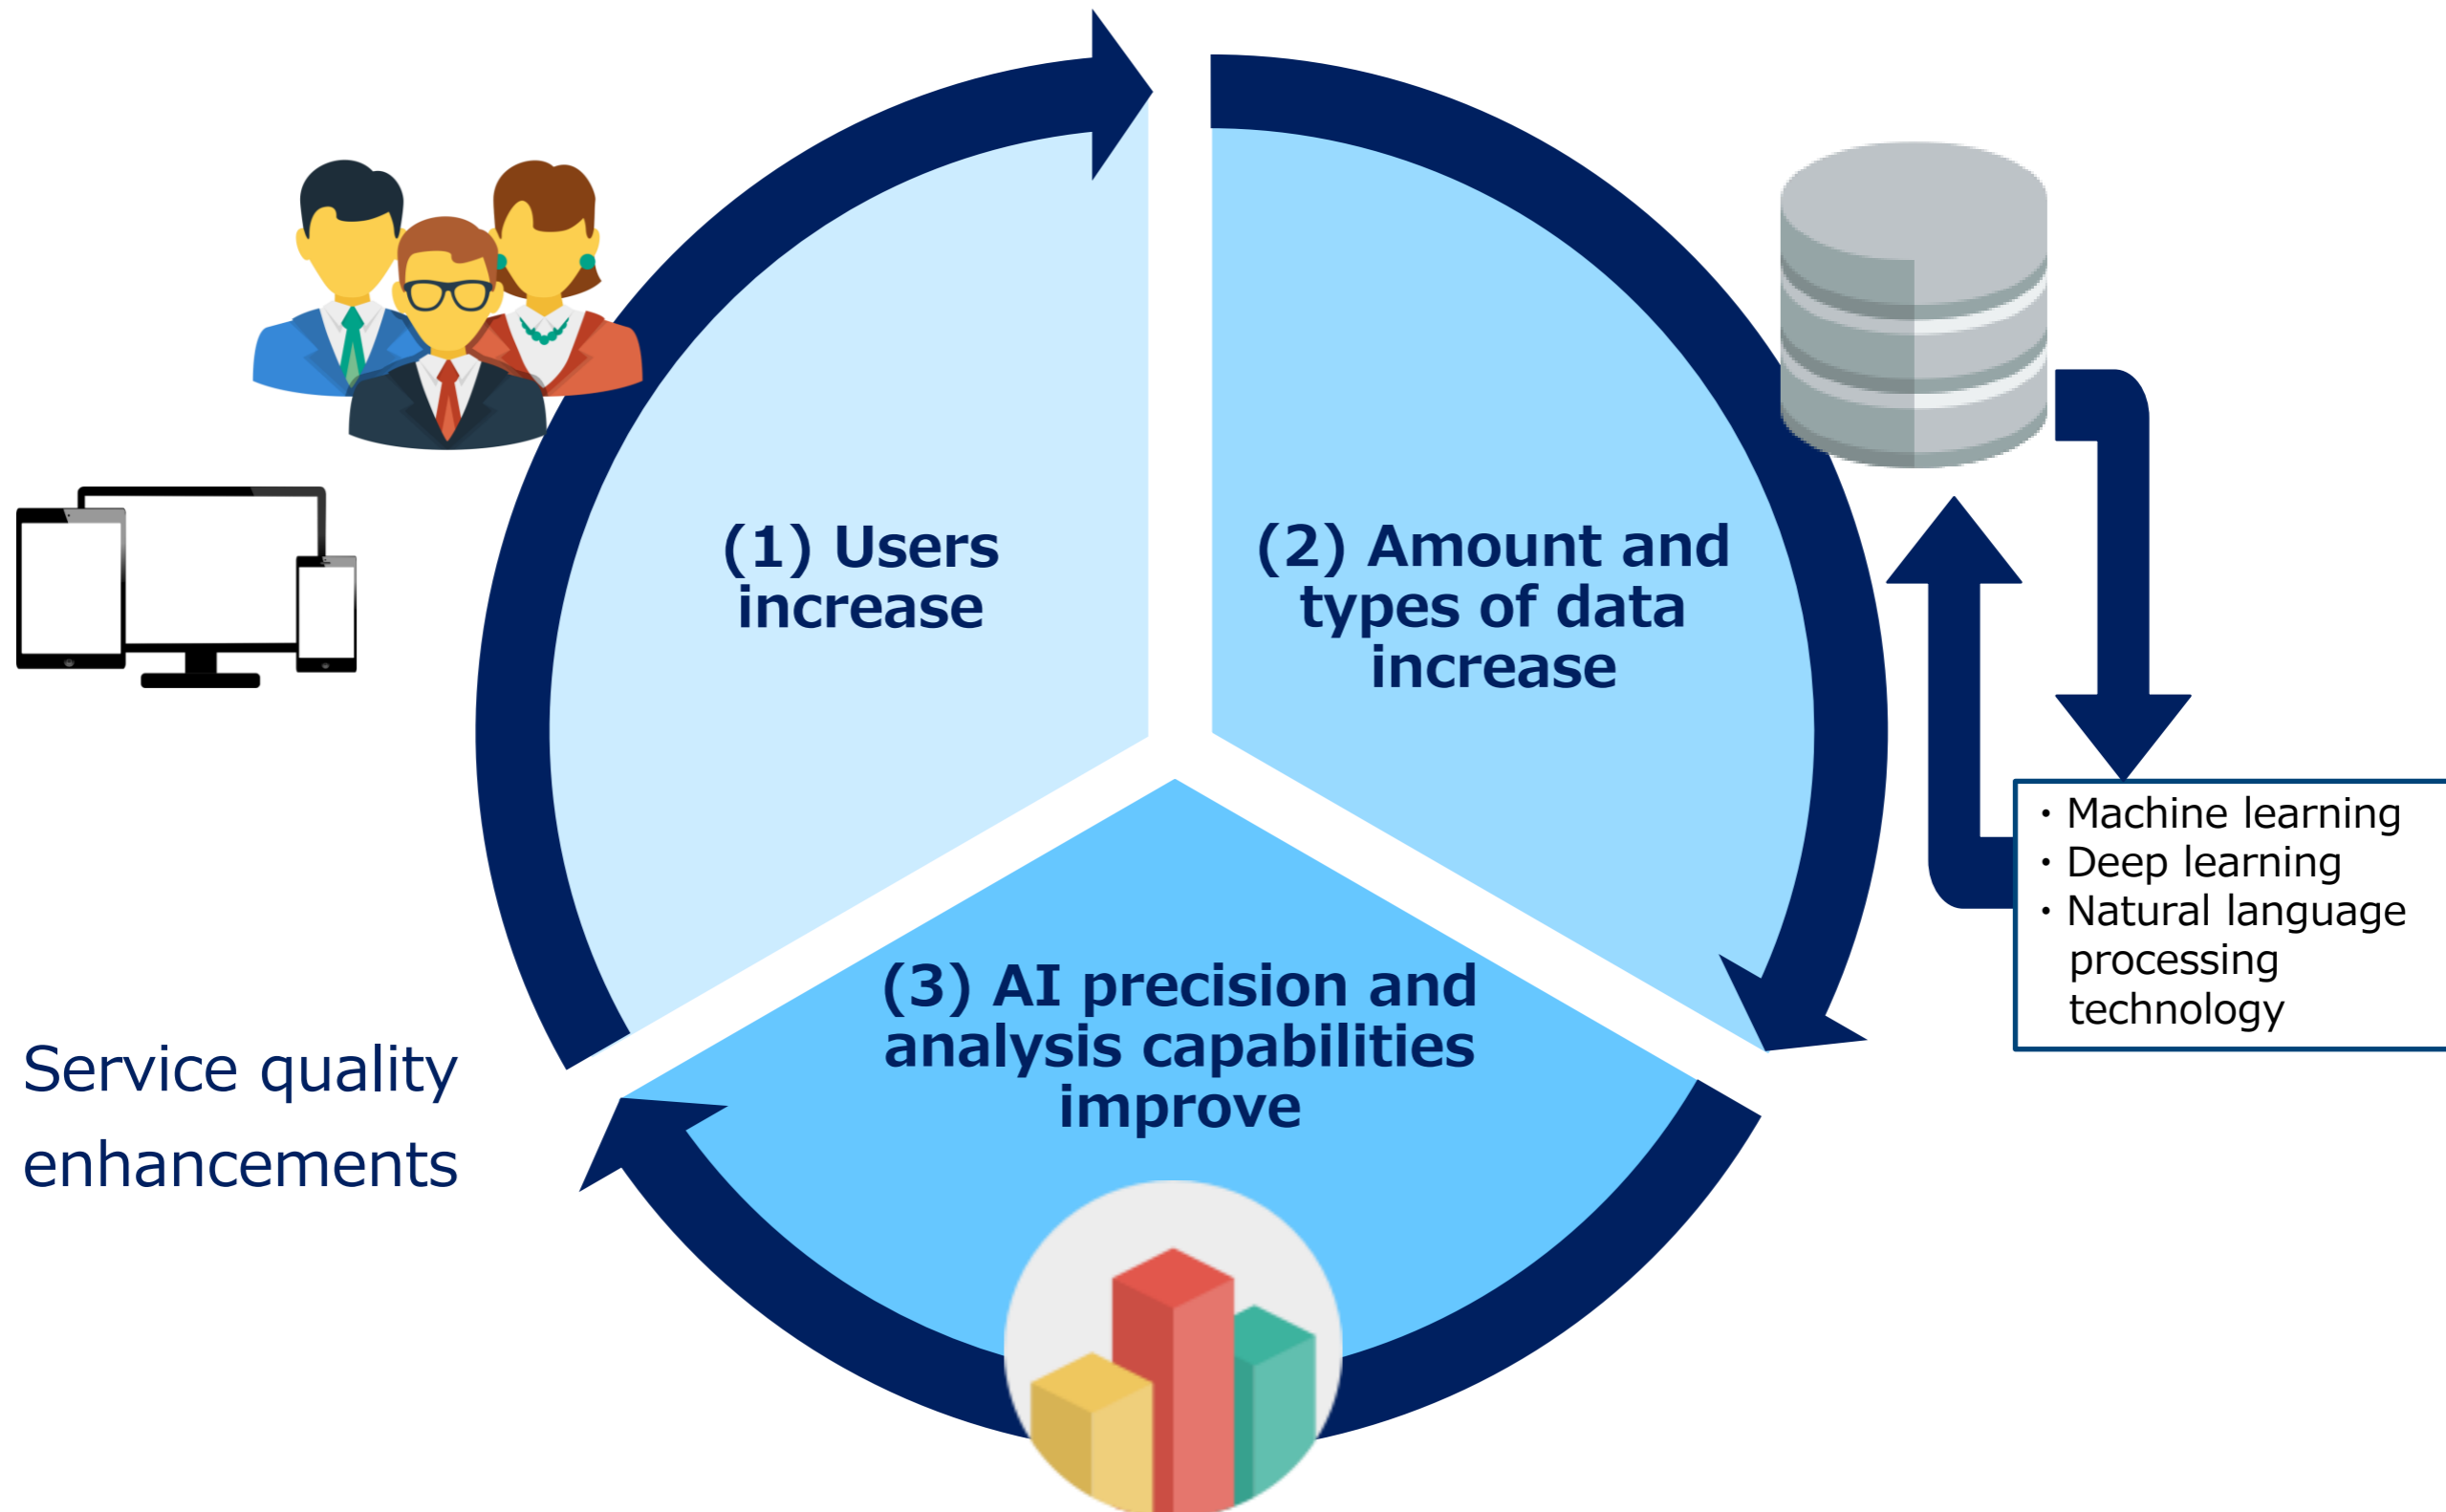 (1) Users
increase
(2) Amount and
types of data
increase
・Machine learning
・Deep learning
・Natural language
processing
technology
(3) AI precision and
analysis capabilities
improve
Service quality
enhancements